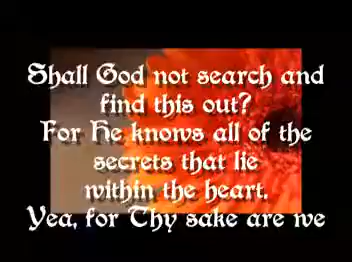 Shall God not search and
find this out?
For He knows all of the
secrets that lie
within the heart.
Yea, for Thy sake are we